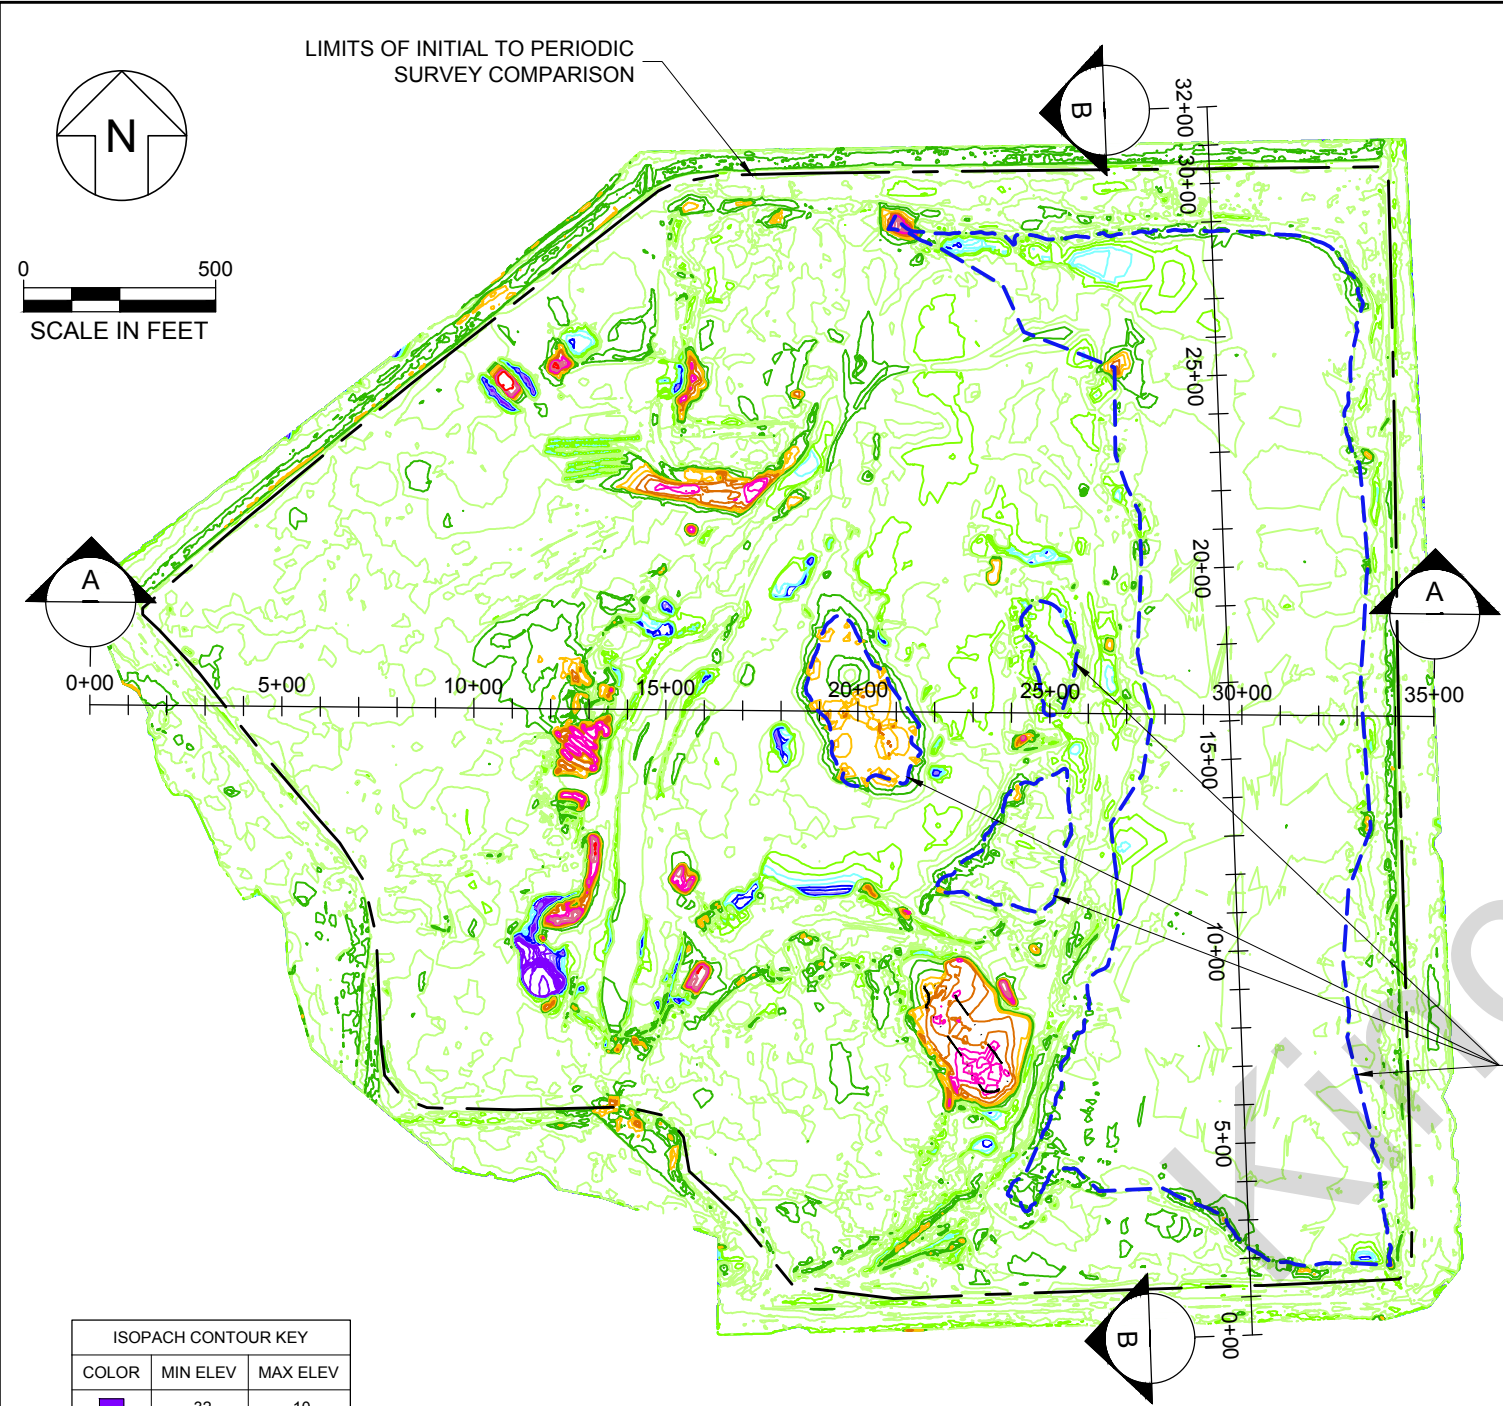 LIMITS OF INITIAL TO PERIODIC
SURVEY COMPARISON
N
0 500
SCALE IN FEET
B
32+00
30+00
25+00
20+00
15+00
10+00
5+00
0+00
A
A
0+00 5+00 10+00 15+00 20+00 25+00 30+00 35+00
B
ISOPACH CONTOUR KEY
COLOR MIN ELEV MAX ELEV